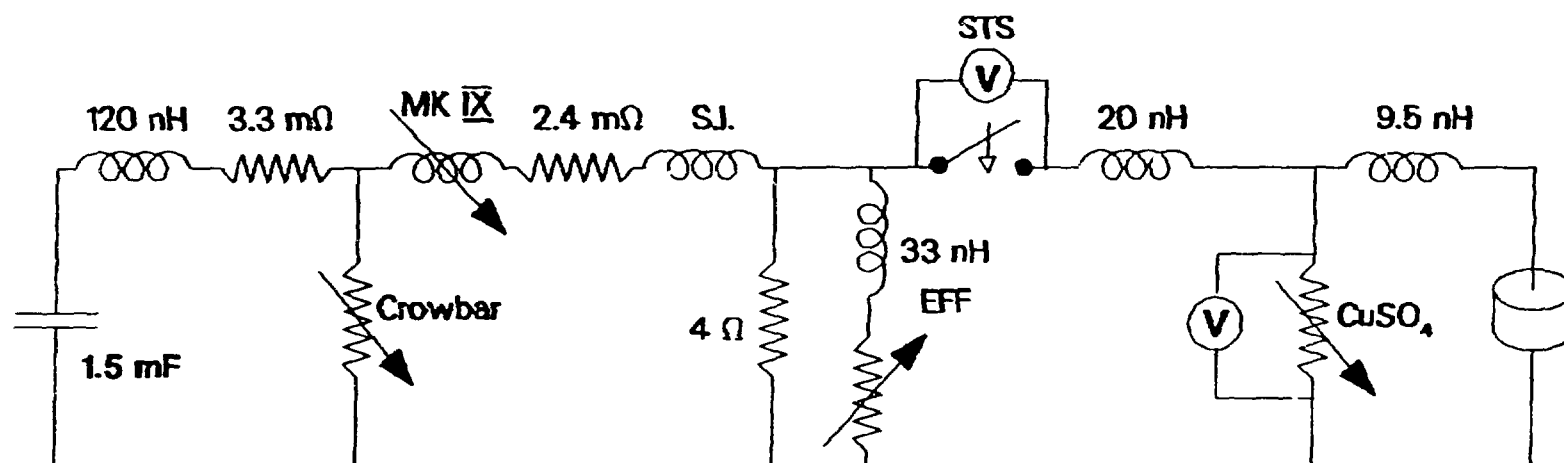 STS
V
120 nH
3.3 mΩ
MK IX
2.4 mΩ
S.I.
20 nH
9.5 nH
33 nH
EFF
Crowbar
4 Ω
V
CuSO₄
1.5 mF